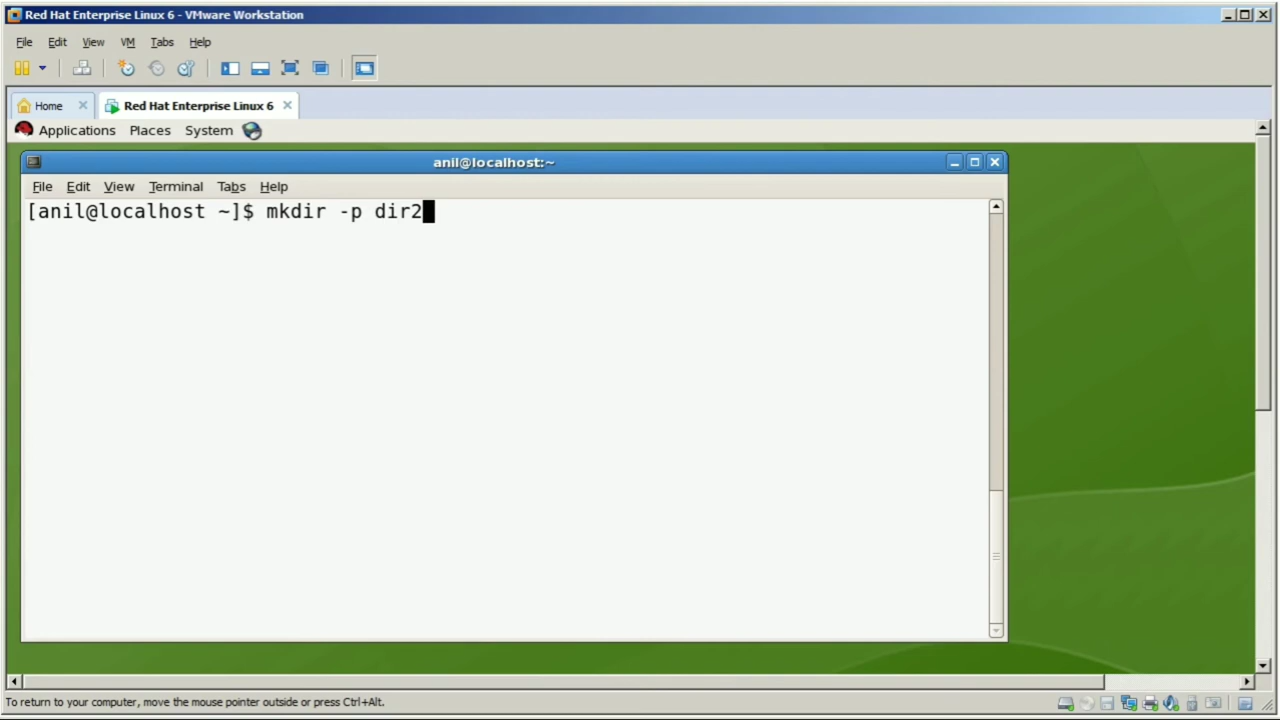 Red Hat Enterprise Linux 6 - VMware Workstation
File Edit View VM Tabs Help
Home Red Hat Enterprise Linux 6
Applications Places System
anil@localhost:~
File Edit View Terminal Tabs Help
[anil@localhost ~]$ mkdir -p dir2
To return to your computer, move the mouse pointer outside or press Ctrl+Alt.